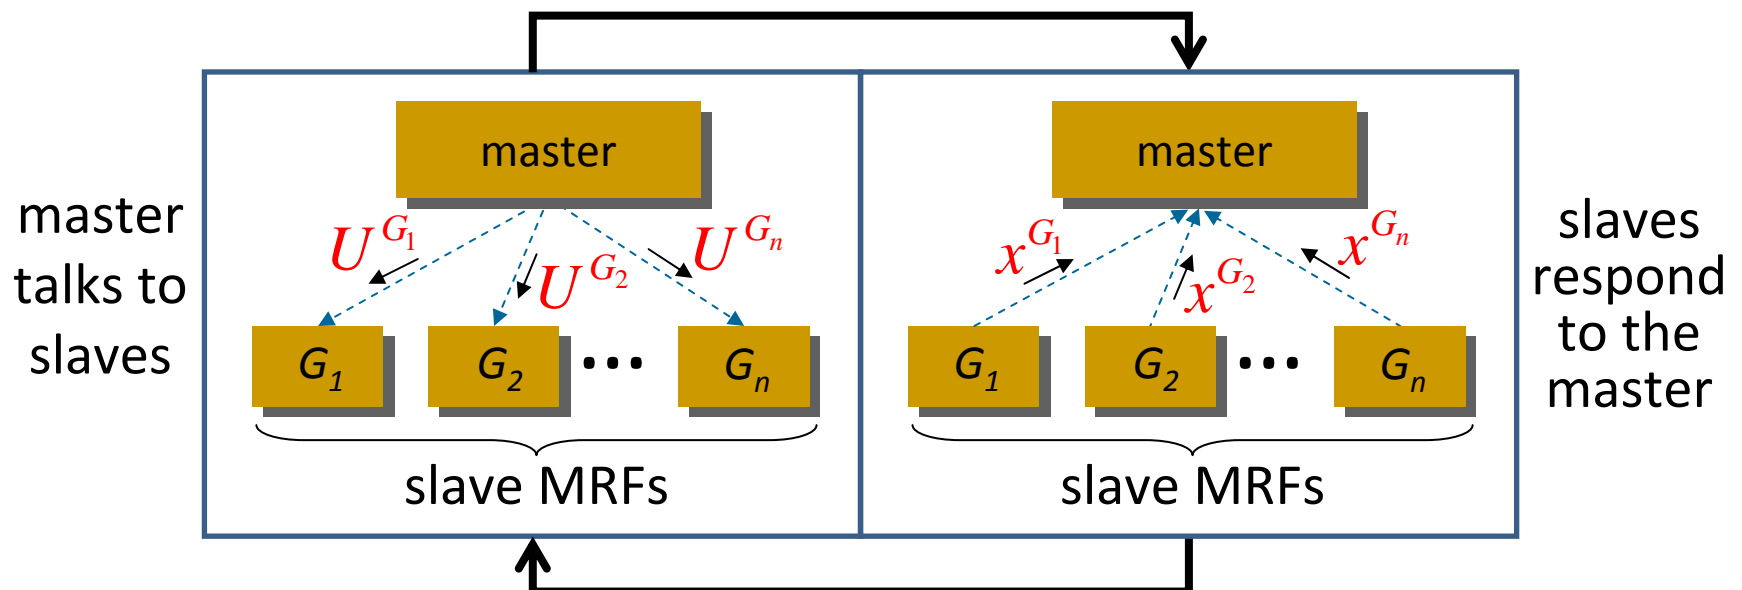 master
talks to
slaves
master
U^{G_1}
U^{G_2}
U^{G_n}
G_1
G_2
•••
G_n
slave MRFs
master
x^{G_1}
x^{G_2}
x^{G_n}
G_1
G_2
•••
G_n
slave MRFs
slaves
respond
to the
master